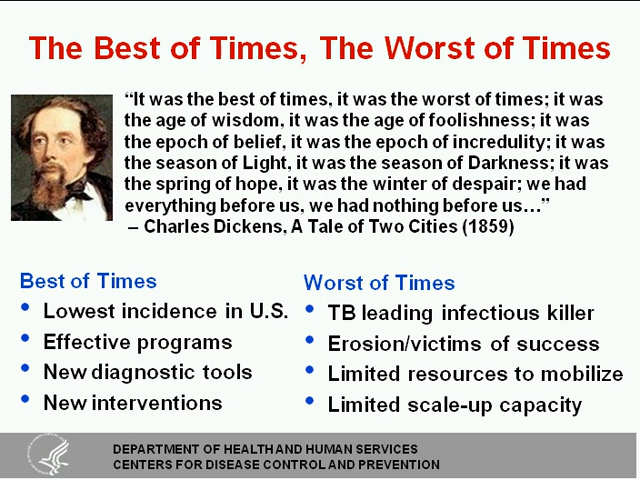 The Best of Times, The Worst of Times
“It was the best of times, it was the worst of times; it was
the age of wisdom, it was the age of foolishness; it was
the epoch of belief, it was the epoch of incredulity; it was
the season of Light, it was the season of Darkness; it was
the spring of hope, it was the winter of despair; we had
everything before us, we had nothing before us…”
– Charles Dickens, A Tale of Two Cities (1859)
Best of Times
• Lowest incidence in U.S.
• Effective programs
• New diagnostic tools
• New interventions
Worst of Times
• TB leading infectious killer
• Erosion/victims of success
• Limited resources to mobilize
• Limited scale-up capacity
DEPARTMENT OF HEALTH AND HUMAN SERVICES
CENTERS FOR DISEASE CONTROL AND PREVENTION